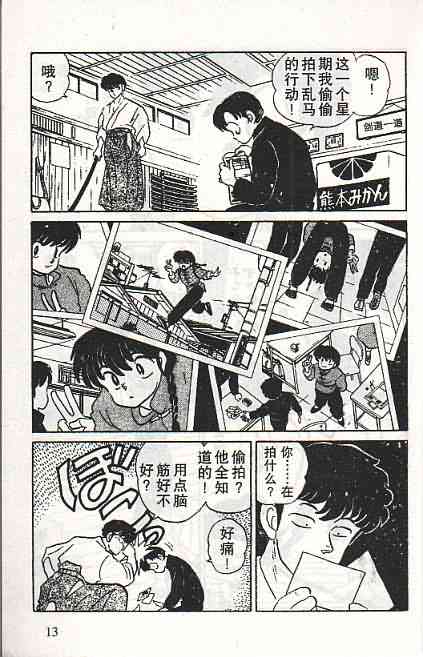 嗯！
这一个星
期我偷偷
拍下乱马
的行动！
哦？
剑道一道
熊本みかん
你……在
拍什么？
偷拍？
他全知
道的！
用点脑
筋好不
好？
好痛！
ぼくっ
13